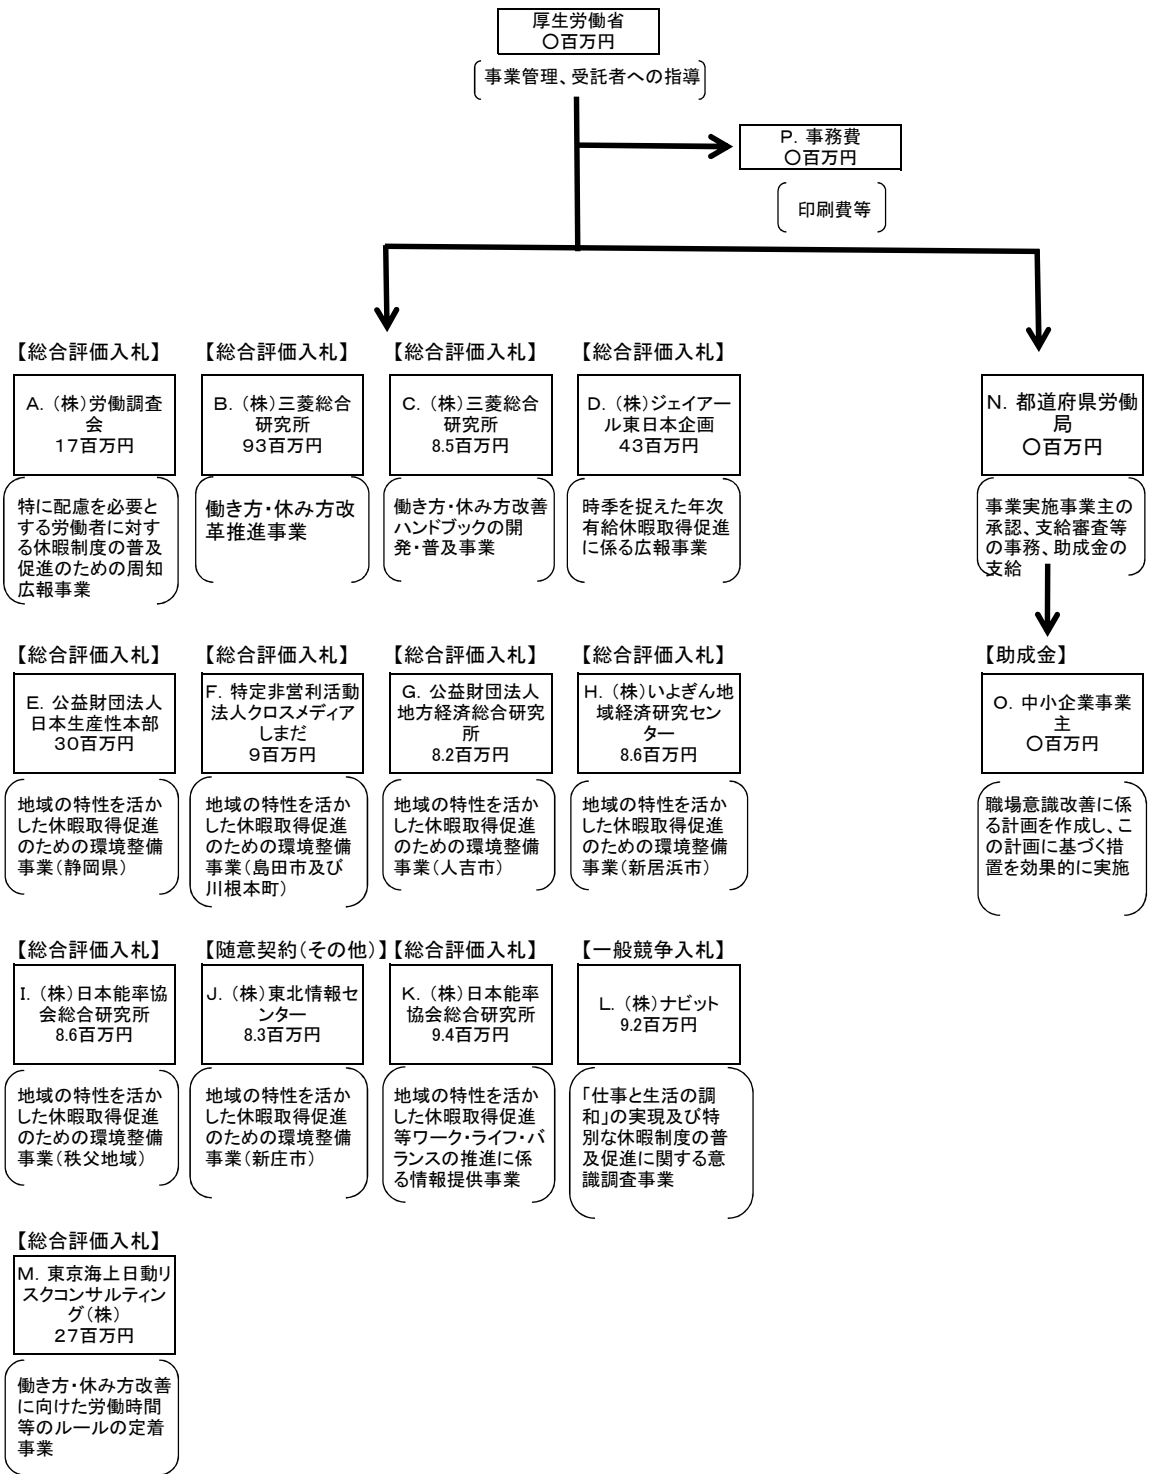 厚生労働省
〇百万円
事業管理、受託者への指導
P. 事務費
〇百万円
印刷費等
【総合評価入札】
A. (株)労働調査
会
17百万円
特に配慮を必要と
する労働者に対す
る休暇制度の普及
促進のための周知
広報事業
【総合評価入札】
B. (株)三菱総合
研究所
93百万円
働き方・休み方改
革推進事業
【総合評価入札】
C. (株)三菱総合
研究所
8.5百万円
働き方・休み方改善
ハンドブックの開
発・普及事業
【総合評価入札】
D. (株)ジェイアー
ル東日本企画
43百万円
時季を捉えた年次
有給休暇取得促進
に係る広報事業
N. 都道府県労働
局
〇百万円
事業実施事業主の
承認、支給審査等
の事務、助成金の
支給
【総合評価入札】
E. 公益財団法人
日本生産性本部
30百万円
地域の特性を活か
した休暇取得促進
のための環境整備
事業(静岡県)
【総合評価入札】
F. 特定非営利活動
法人クロスメディア
しまだ
9百万円
地域の特性を活か
した休暇取得促進
のための環境整備
事業(島田市及び
川根本町)
【総合評価入札】
G. 公益財団法人
地方経済総合研究
所
8.2百万円
地域の特性を活か
した休暇取得促進
のための環境整備
事業(人吉市)
【総合評価入札】
H. (株)いよぎん地
域経済研究セン
ター
8.6百万円
地域の特性を活か
した休暇取得促進
のための環境整備
事業(新居浜市)
【助成金】
O. 中小企業事業
主
〇百万円
職場意識改善に係
る計画を作成し、こ
の計画に基づく措
置を効果的に実施
【総合評価入札】
I. (株)日本能率協
会総合研究所
8.6百万円
地域の特性を活か
した休暇取得促進
のための環境整備
事業(秩父地域)
【随意契約(その他)】
J. (株)東北情報セ
ンター
8.3百万円
地域の特性を活か
した休暇取得促進
のための環境整備
事業(新庄市)
【総合評価入札】
K. (株)日本能率
協会総合研究所
9.4百万円
地域の特性を活か
した休暇取得促進
等ワーク・ライフ・バ
ランスの推進に係
る情報提供事業
【一般競争入札】
L. (株)ナビット
9.2百万円
「仕事と生活の調
和」の実現及び特
別な休暇制度の普
及促進に関する意
識調査事業
【総合評価入札】
M. 東京海上日動リ
スクコンサルティン
グ(株)
27百万円
働き方・休み方改善
に向けた労働時間
等のルールの定着
事業